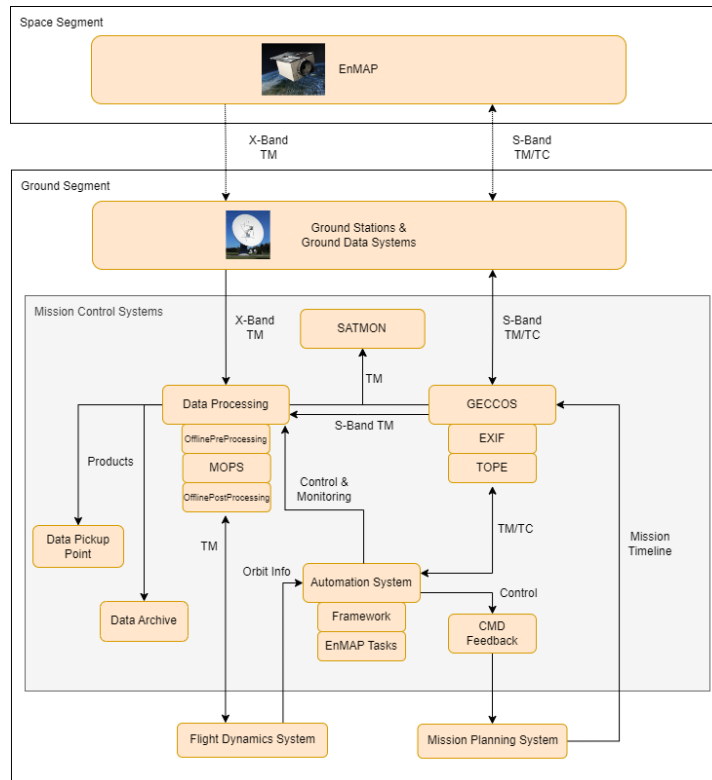 Space Segment
EnMAP
X-Band
TM
S-Band
TM/TC
Ground Segment
Ground Stations &
Ground Data Systems
Mission Control Systems
X-Band
TM
S-Band
TM/TC
SATMON
TM
Data Processing
GECCOS
S-Band TM
OfflinePreProcessing
EXIF
MOPS
TOPE
OfflinePostProcessing
Products
Control &
Monitoring
Data Pickup
Point
TM
TM/TC
Mission
Timeline
Orbit Info
Automation System
Control
Data Archive
Framework
EnMAP Tasks
CMD
Feedback
Flight Dynamics System
Mission Planning System